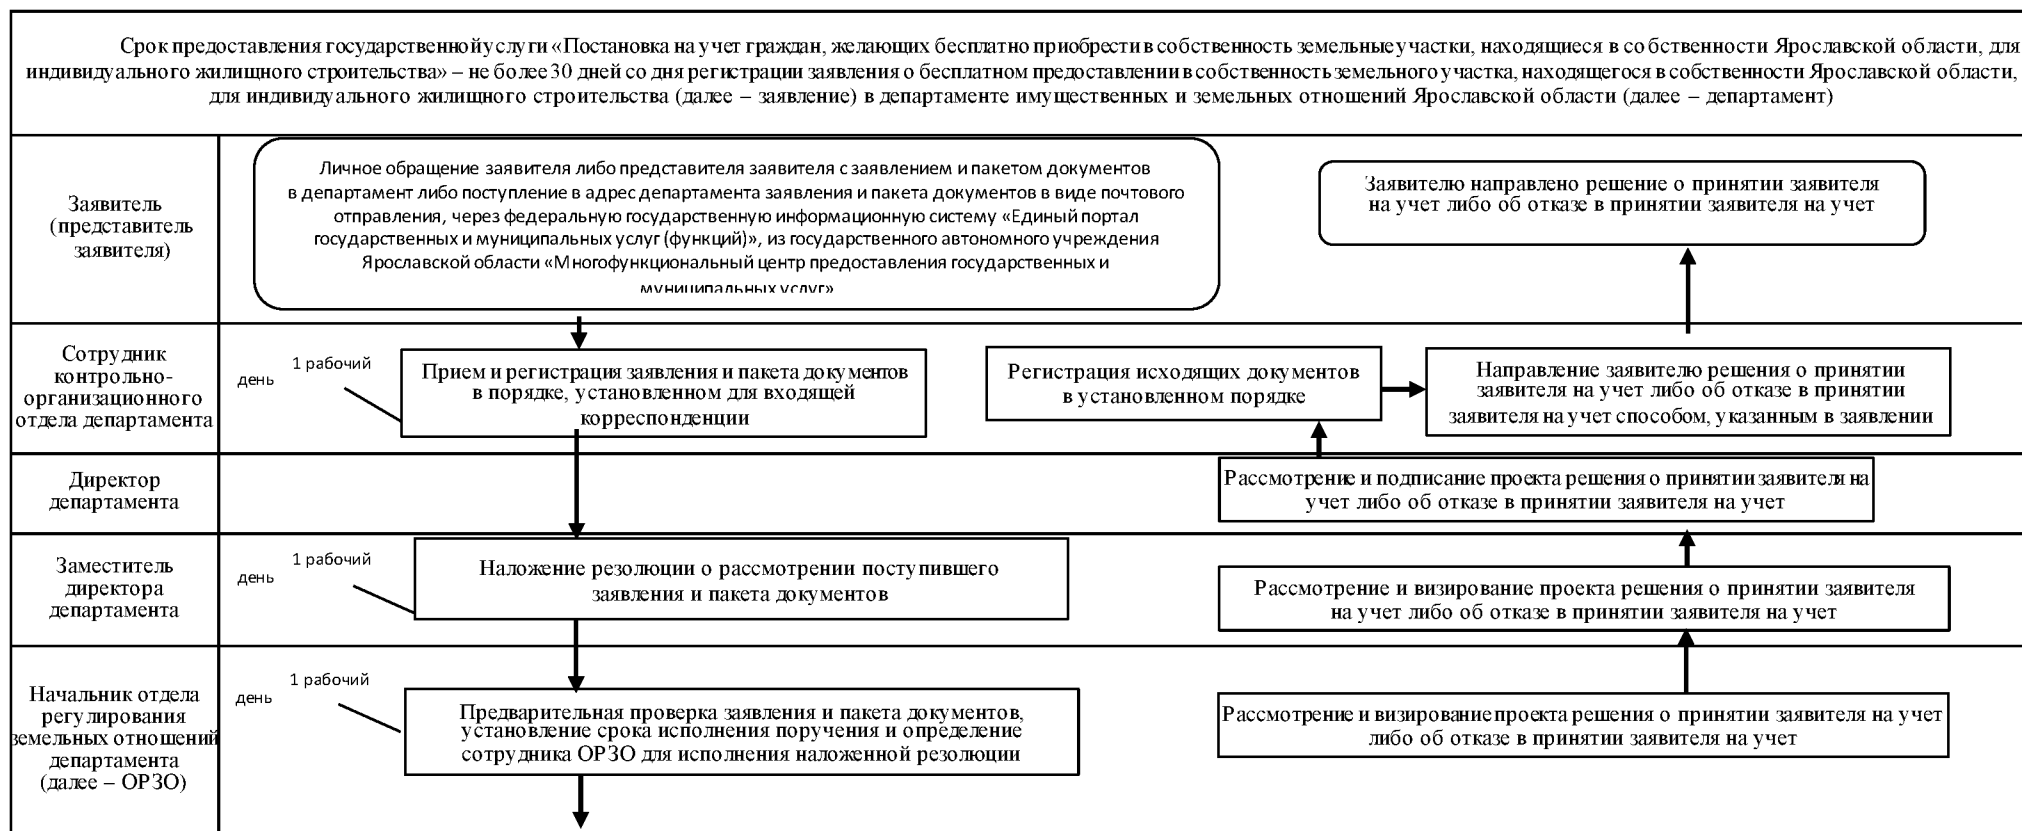 Срок предоставления государственной услуги «Постановка на учет граждан, желающих бесплатно приобрести в собственность земельные участки, находящиеся в собственности Ярославской области, для
индивидуального жилищного строительства» – не более 30 дней со дня регистрации заявления о бесплатном предоставлении в собственность земельного участка, находящегося в собственности Ярославской области,
для индивидуального жилищного строительства (далее – заявление) в департаменте имущественных и земельных отношений Ярославской области (далее – департамент)
Заявитель
(представитель
заявителя)
Личное обращение заявителя либо представителя заявителя с заявлением и пакетом документов
в департамент либо поступление в адрес департамента заявления и пакета документов в виде почтового
отправления, через федеральную государственную информационную систему «Единый портал
государственных и муниципальных услуг (функций)», из государственного автономного учреждения
Ярославской области «Многофункциональный центр предоставления государственных и
муниципальных услуг»
Заявителю направлено решение о принятии заявителя
на учет либо об отказе в принятии заявителя на учет
Сотрудник
контрольно-
организационного
отдела департамента
1 рабочий
день
Прием и регистрация заявления и пакета документов
в порядке, установленном для входящей
корреспонденции
Регистрация исходящих документов
в установленном порядке
Направление заявителю решения о принятии
заявителя на учет либо об отказе в принятии
заявителя на учет способом, указанным в заявлении
Директор
департамента
Рассмотрение и подписание проекта решения о принятии заявителя на
учет либо об отказе в принятии заявителя на учет
Заместитель
директора
департамента
1 рабочий
день
Наложение резолюции о рассмотрении поступившего
заявления и пакета документов
Рассмотрение и визирование проекта решения о принятии заявителя
на учет либо об отказе в принятии заявителя на учет
Начальник отдела
регулирования
земельных отношений
департамента
(далее – ОРЗО)
1 рабочий
день
Предварительная проверка заявления и пакета документов,
установление срока исполнения поручения и определение
сотрудника ОРЗО для исполнения наложенной резолюции
Рассмотрение и визирование проекта решения о принятии заявителя на учет
либо об отказе в принятии заявителя на учет